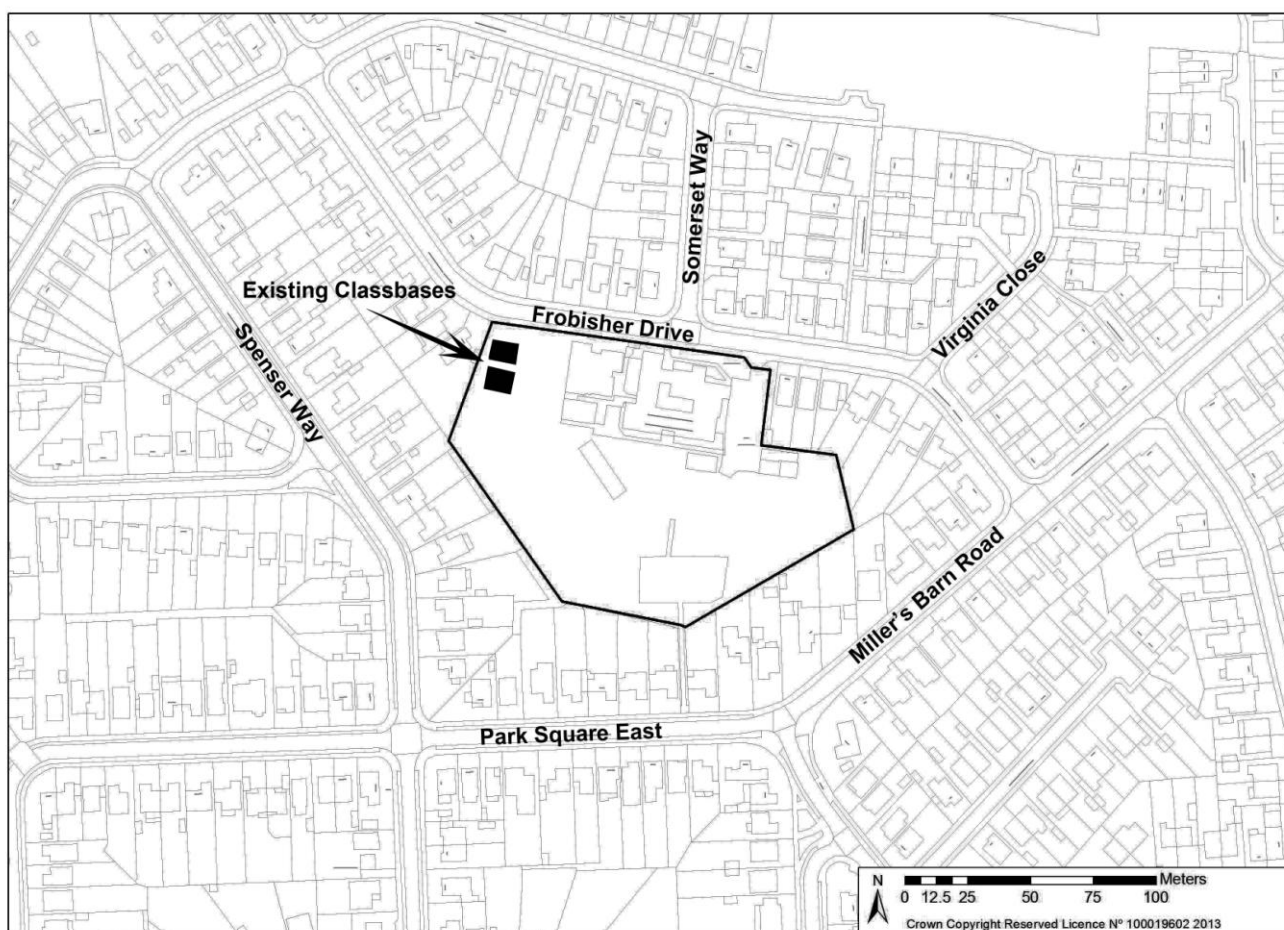 Somerset Way
Virginia Close
Existing Classbases
Frobisher Drive
Spenser Way
Miller's Barn Road
Park Square East
N
Meters
0 12.5 25 50 75 100
Crown Copyright Reserved Licence Nº 100019602 2013